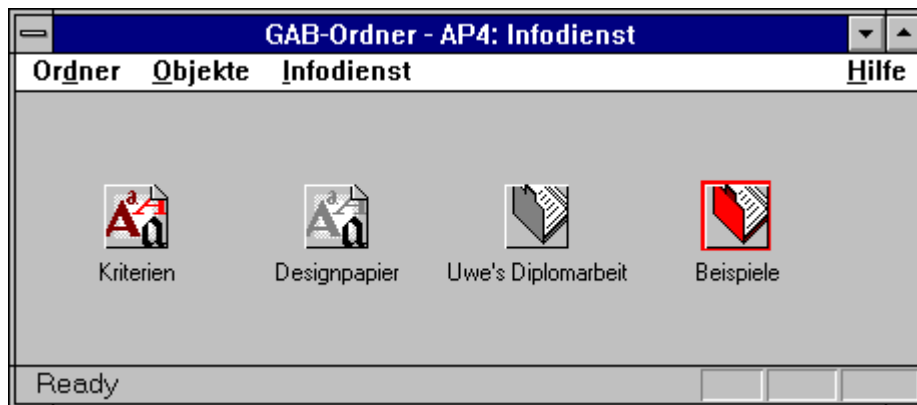 GAB-Ordner - AP4: Infodienst
Ordner Objekte Infodienst Hilfe
Kriterien Designpapier Uwe's Diplomarbeit Beispiele
Ready